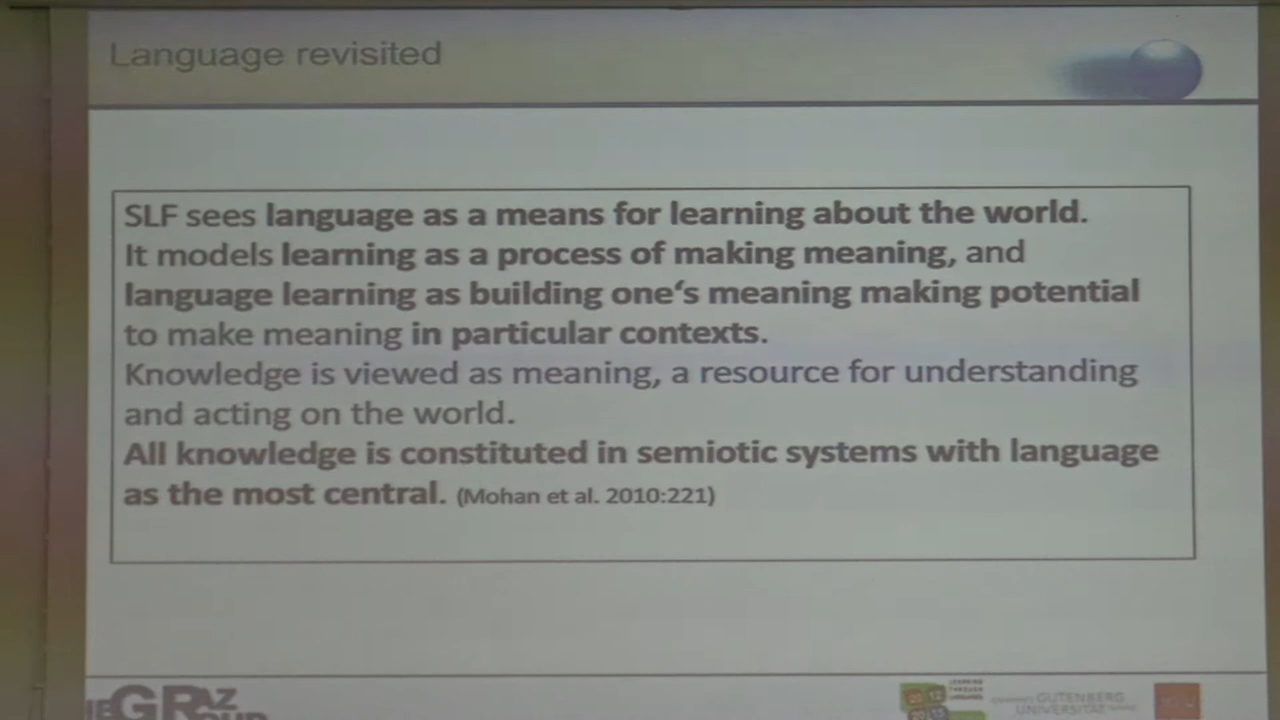 Language revisited
SLF sees language as a means for learning about the world.
It models learning as a process of making meaning, and
language learning as building one‘s meaning making potential
to make meaning in particular contexts.
Knowledge is viewed as meaning, a resource for understanding
and acting on the world.
All knowledge is constituted in semiotic systems with language
as the most central. (Mohan et al. 2010:221)
GRAZ
LEARNING
THROUGH
GUTENBERG
UNIVERSITÄT